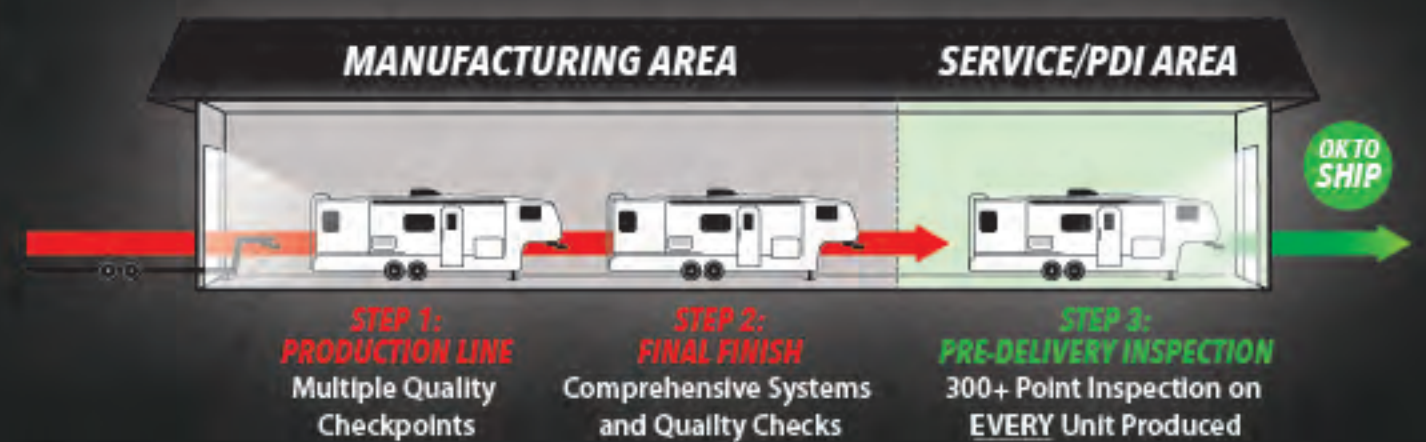 MANUFACTURING AREA
SERVICE/PDI AREA
OK TO
SHIP
STEP 1:
PRODUCTION LINE
Multiple Quality
Checkpoints
STEP 2:
FINAL FINISH
Comprehensive Systems
and Quailty Checks
STEP 3:
PRE-DELIVERY INSPECTION
300+ Point Inspection on
EVERY Unit Produced